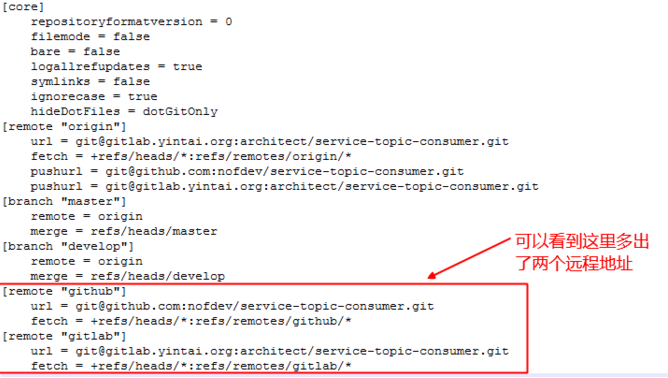 [core]
repositoryformatversion = 0
filemode = false
bare = false
logallrefupdates = true
symlinks = false
ignorecase = true
hideDotFiles = dotGitOnly
[remote "origin"]
url = git@gitlab.yintai.org:architect/service-topic-consumer.git
fetch = +refs/heads/*:refs/remotes/origin/*
pushurl = git@github.com:nofdev/service-topic-consumer.git
pushurl = git@gitlab.yintai.org:architect/service-topic-consumer.git
[branch "master"]
remote = origin
merge = refs/heads/master
[branch "develop"]
remote = origin
merge = refs/heads/develop
[remote "github"]
url = git@github.com:nofdev/service-topic-consumer.git
fetch = +refs/heads/*:refs/remotes/github/*
[remote "gitlab"]
url = git@gitlab.yintai.org:architect/service-topic-consumer.git
fetch = +refs/heads/*:refs/remotes/gitlab/*
可以看到这里多出
了两个远程地址